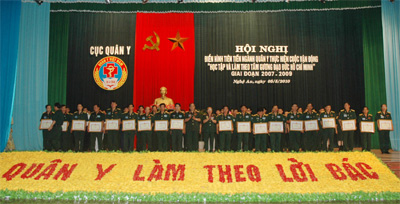 CỤC QUÂN Y
HỘI NGHỊ
ĐIỂN HÌNH TIÊN TIẾN NGÀNH QUÂN Y THỰC HIỆN CUỘC VẬN ĐỘNG
"HỌC TẬP VÀ LÀM THEO TẤM GƯƠNG ĐẠO ĐỨC HỒ CHÍ MINH"
GIAI ĐOẠN 2007-2009
Nghệ An, ngày
QUÂN Y LÀM THEO LỜI BÁC